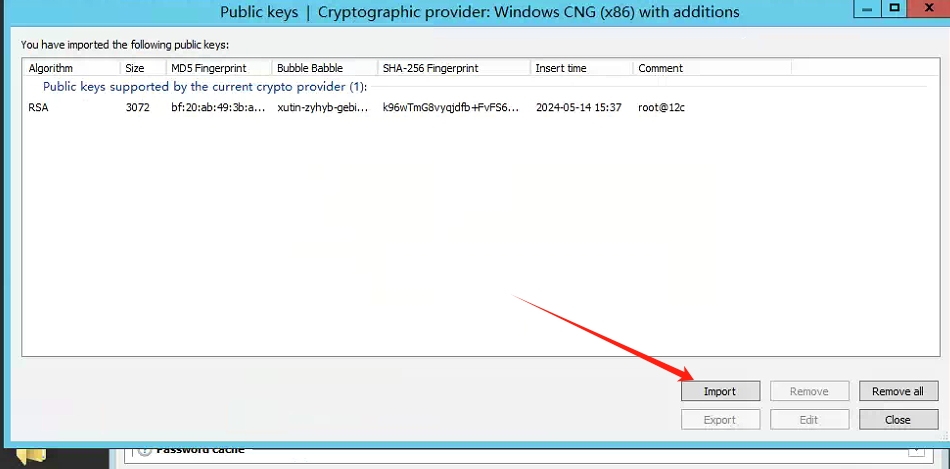 Public keys | Cryptographic provider: Windows CNG (x86) with additions
You have imported the following public keys:
Algorithm Size MD5 Fingerprint Bubble Babble SHA-256 Fingerprint Insert time Comment
Public keys supported by the current crypto provider (1):
RSA 3072 bf:20:ab:49:3b:a... xutin-zyhyb-gebi... k96wTmG8vyqjdfb+FvFS6... 2024-05-14 15:37 root@12c
Import Remove Remove all
Export Edit Close
Password cache